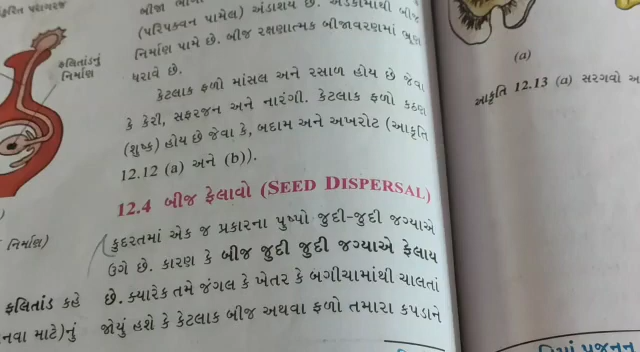 ફલિતાંડનું
નિર્માણ
(પરિપક્વન પામેલ) અંડાશય છે. અંડકોમાંથી બીજ
નિર્માણ પામે છે. બીજ રક્ષણાત્મક બીજાવરણમાં ભ્રૂણ
ધરાવે છે.
કેટલાક ફળો માંસલ અને રસાળ હોય છે જેવા
કે કેરી, સફરજન અને નારંગી. કેટલાક ફળો કઠણ
(શુષ્ક) હોય છે જેવા કે, બદામ અને અખરોટ (આકૃતિ
12.12 (a) અને (b)).
12.4 બીજ ફેલાવો (SEED DISPERSAL)
કુદરતમાં એક જ પ્રકારના પુષ્પો જુદી-જુદી જગ્યાએ
ઉગે છે. કારણ કે બીજ જુદી જુદી જગ્યાએ ફેલાય
છે. ક્યારેક તમે જંગલ કે ખેતર કે બગીચામાંથી ચાલતાં
જોયું હશે કે કેટલાક બીજ અથવા ફળો તમારા કપડાને
નિર્માણ)
ફલિતાંડ કહે
માટે)નું
(a)
આકૃતિ 12.13 (a) સરગવો